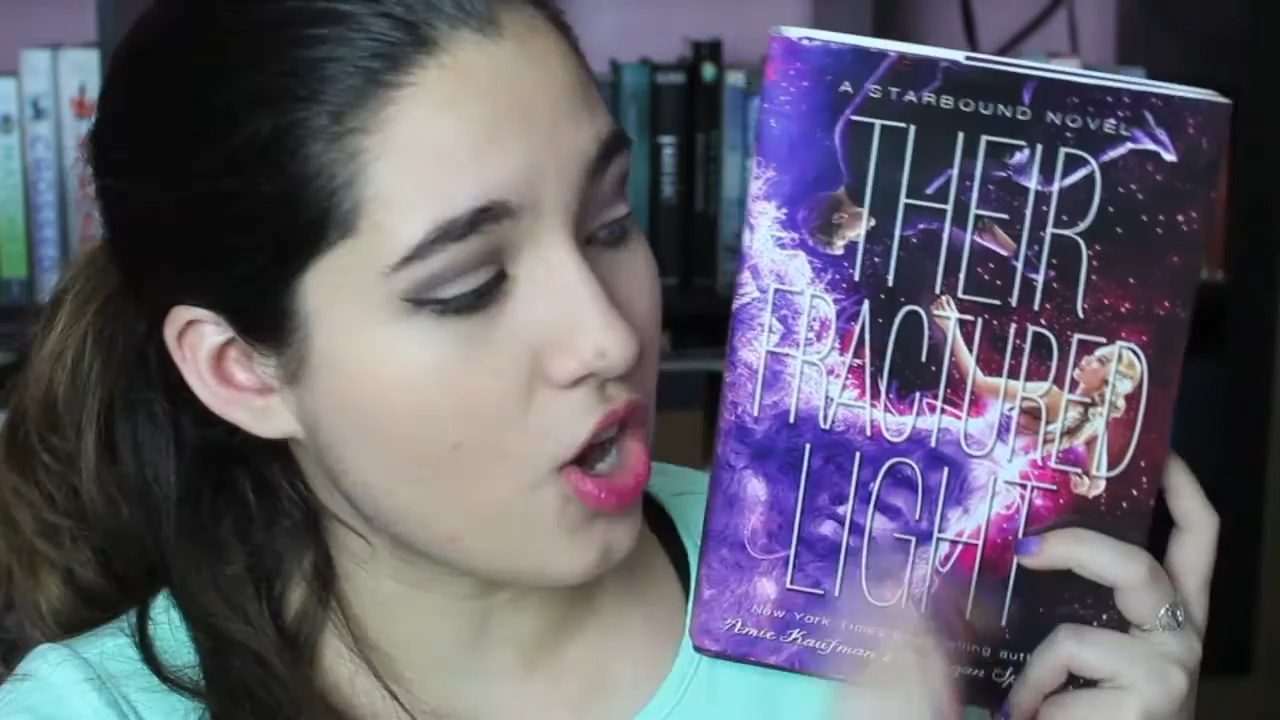 A STARBOUND NOVEL
THEIR
FRACTURED
LIGHT
New York Times
Amie Kaufman